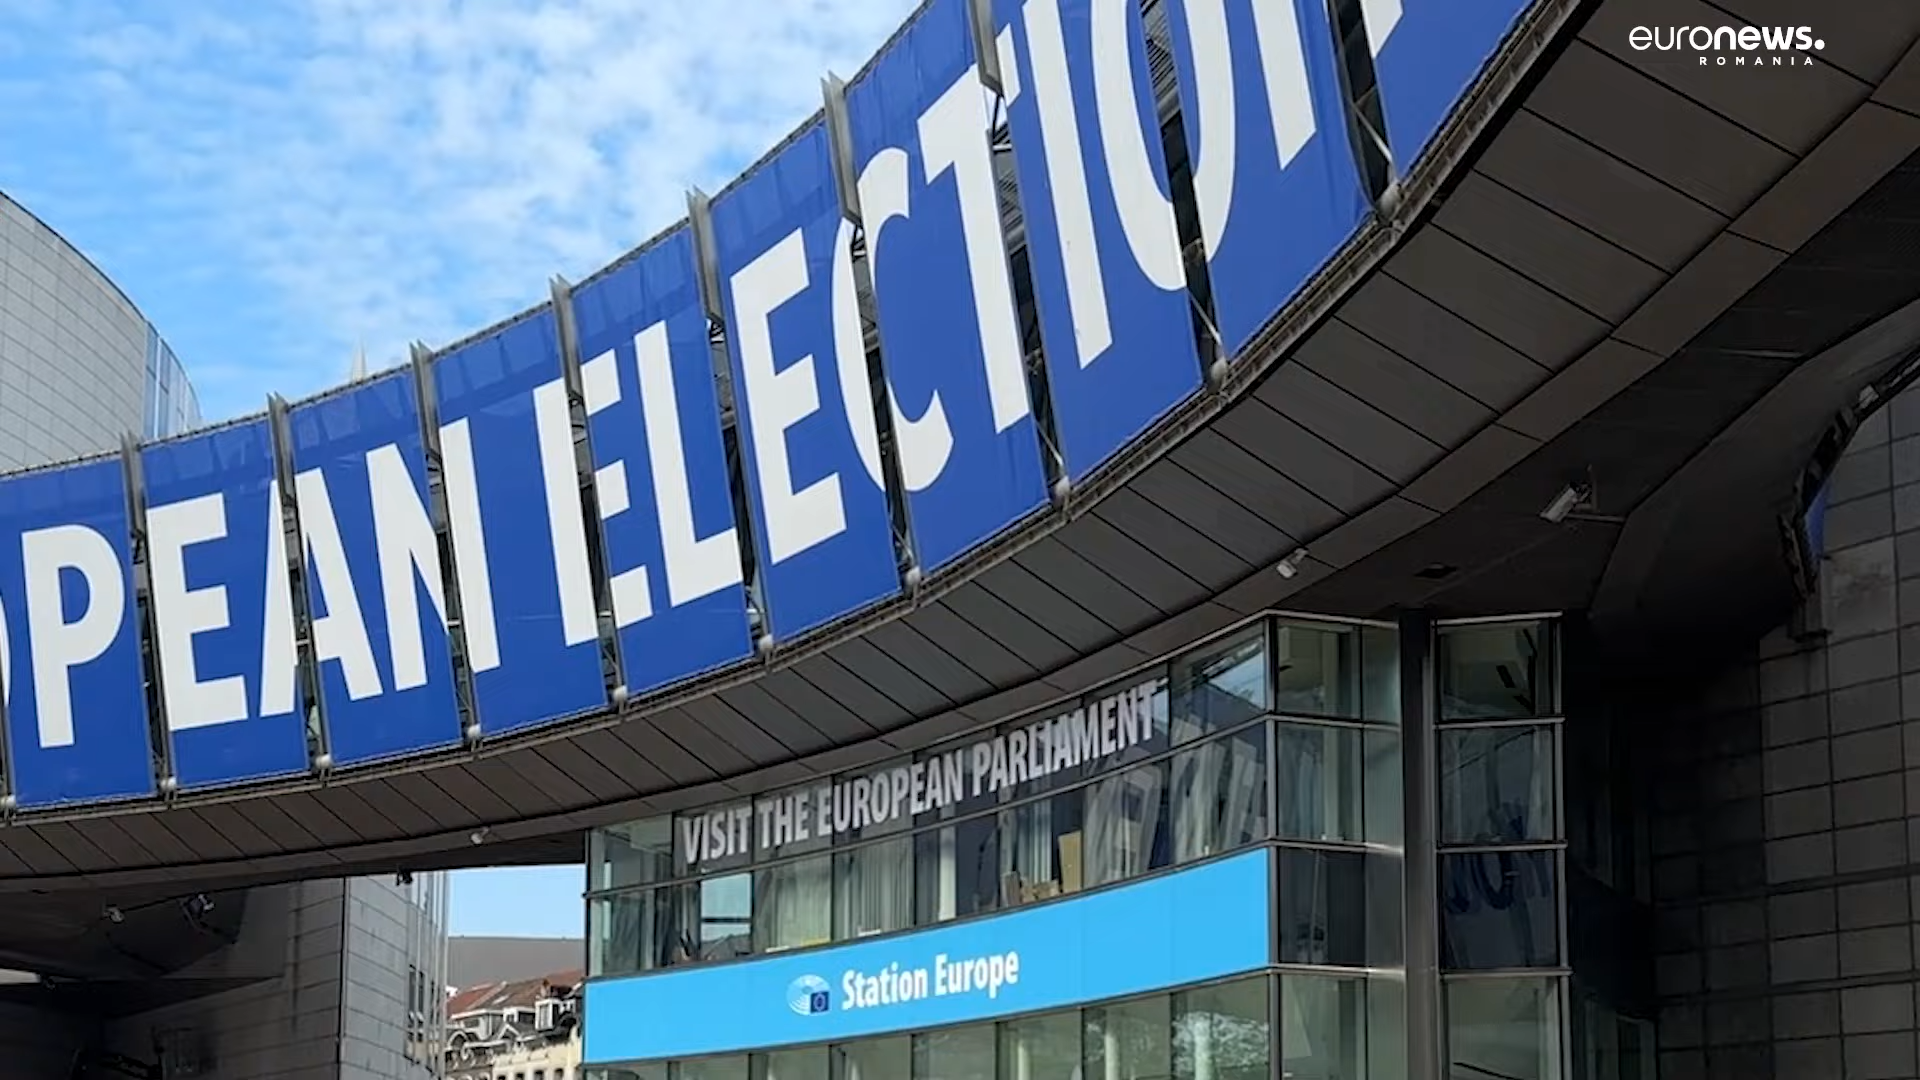 euronews.
ROMANIA
OPEAN ELECTION
VISIT THE EUROPEAN PARLIAMENT
Station Europe